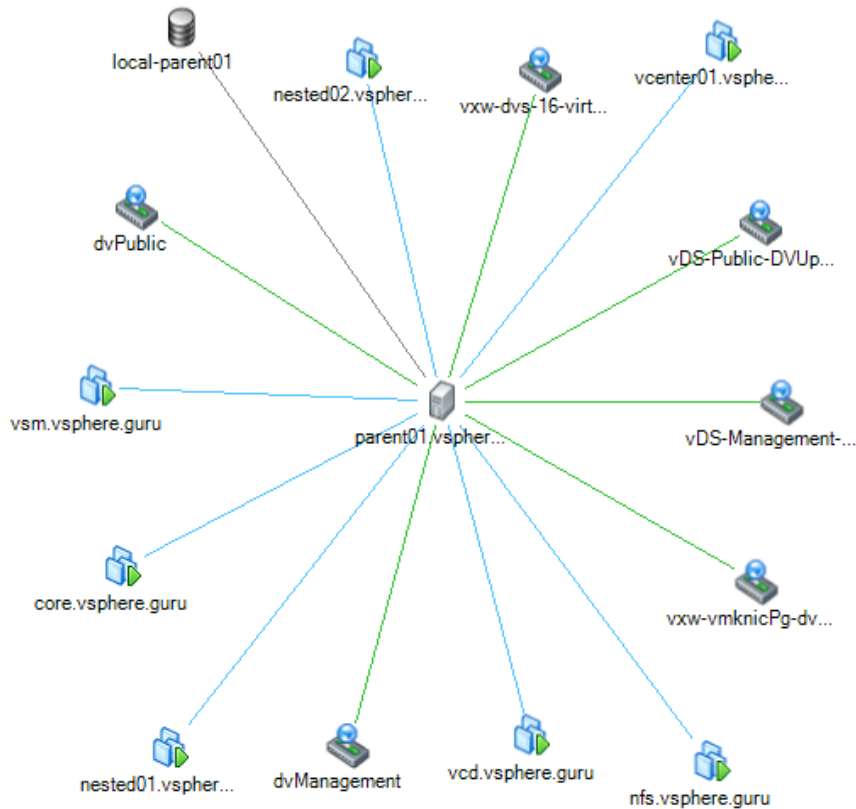 local-parent01
nested02.vspher...
vxw-dvs-16-virt...
vcenter01.vsphe...
dvPublic
vDS-Public-DVUp...
vsm.vsphere.guru
parent01.vspher...
vDS-Management-...
core.vsphere.guru
vxw-vmknicPg-dv...
nested01.vspher...
dvManagement
vcd.vsphere.guru
nfs.vsphere.guru